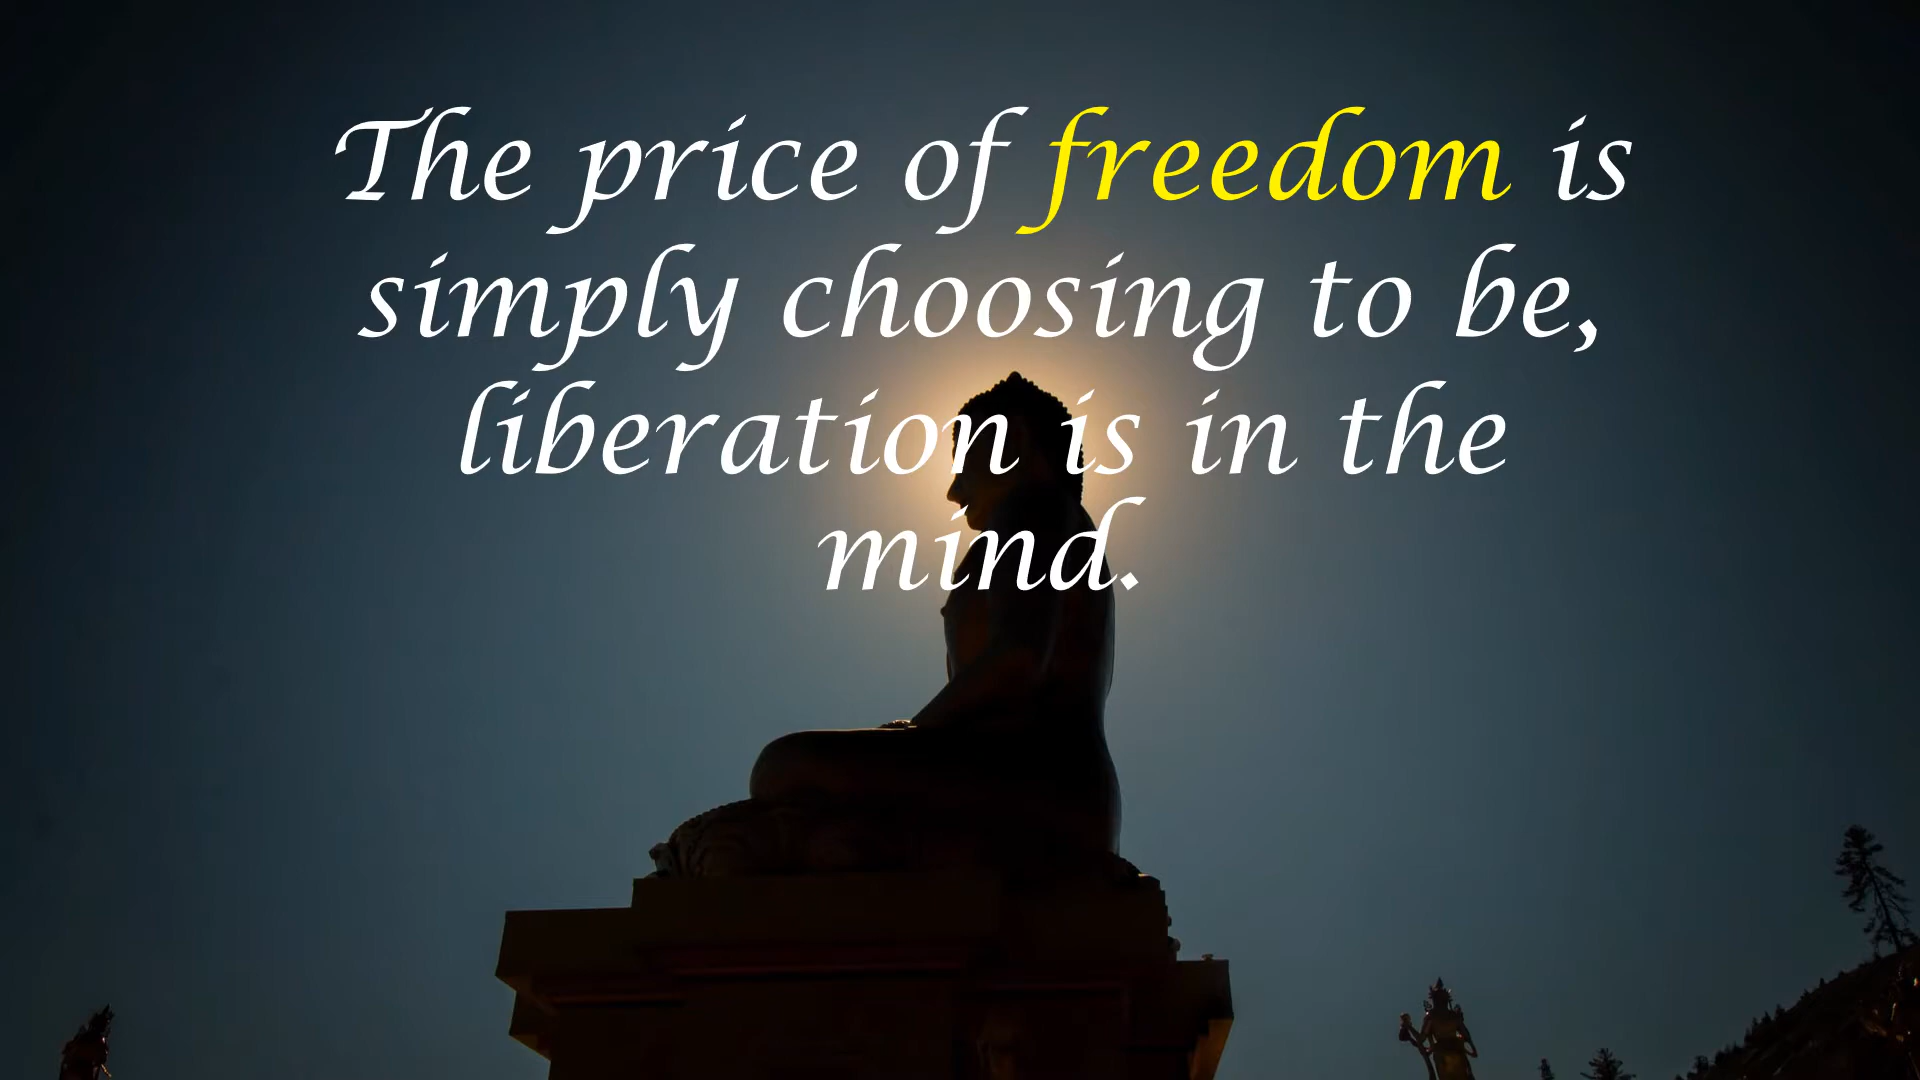 The price of freedom is
simply choosing to be,
liberation is in the
mind.